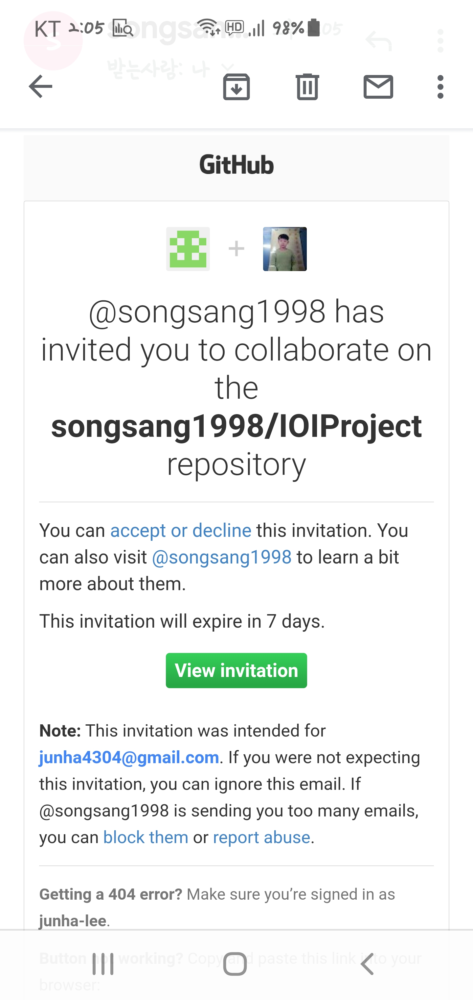 KT 2:05 HD 98%
songsan... 05
받는사람: 나
GitHub
@songsang1998 has
invited you to collaborate on
the
songsang1998/IOIProject
repository
You can accept or decline this invitation. You
can also visit @songsang1998 to learn a bit
more about them.
This invitation will expire in 7 days.
View invitation
Note: This invitation was intended for
junha4304@gmail.com. If you were not expecting
this invitation, you can ignore this email. If
@songsang1998 is sending you too many emails,
you can block them or report abuse.
Getting a 404 error? Make sure you’re signed in as
junha-lee.
Button not working? Copy and paste this link into your
browser: